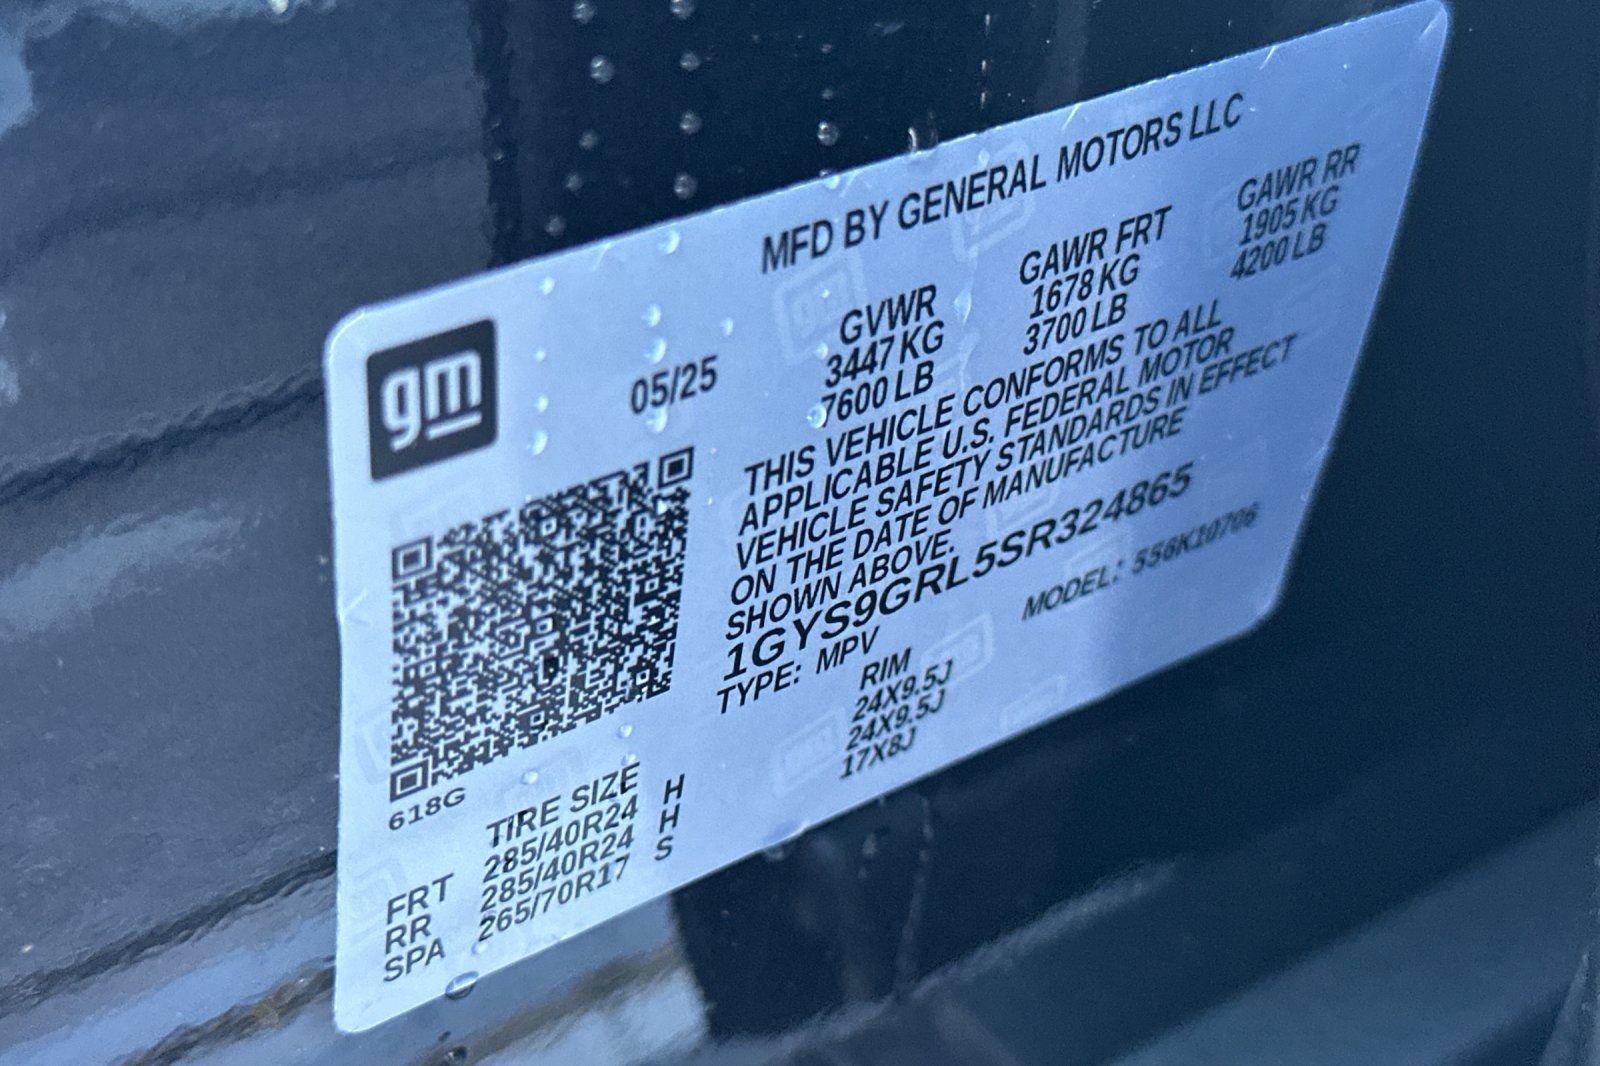 MFD BY GENERAL MOTORS LLC
gm
05/25
GVWR GAWR FRT GAWR RR
3447 KG 1678 KG 1905 KG
7600 LB 3700 LB 4200 LB
THIS VEHICLE CONFORMS TO ALL
APPLICABLE U.S. FEDERAL MOTOR
VEHICLE SAFETY STANDARDS IN EFFECT
ON THE DATE OF MANUFACTURE
SHOWN ABOVE.
1GYS9GRL5SR324865
TYPE: MPV MODEL: 5S6K10706
618G
TIRE SIZE RIM
FRT 285/40R24 H 24X9.5J
RR 285/40R24 H 24X9.5J
SPA 265/70R17 S 17X8J